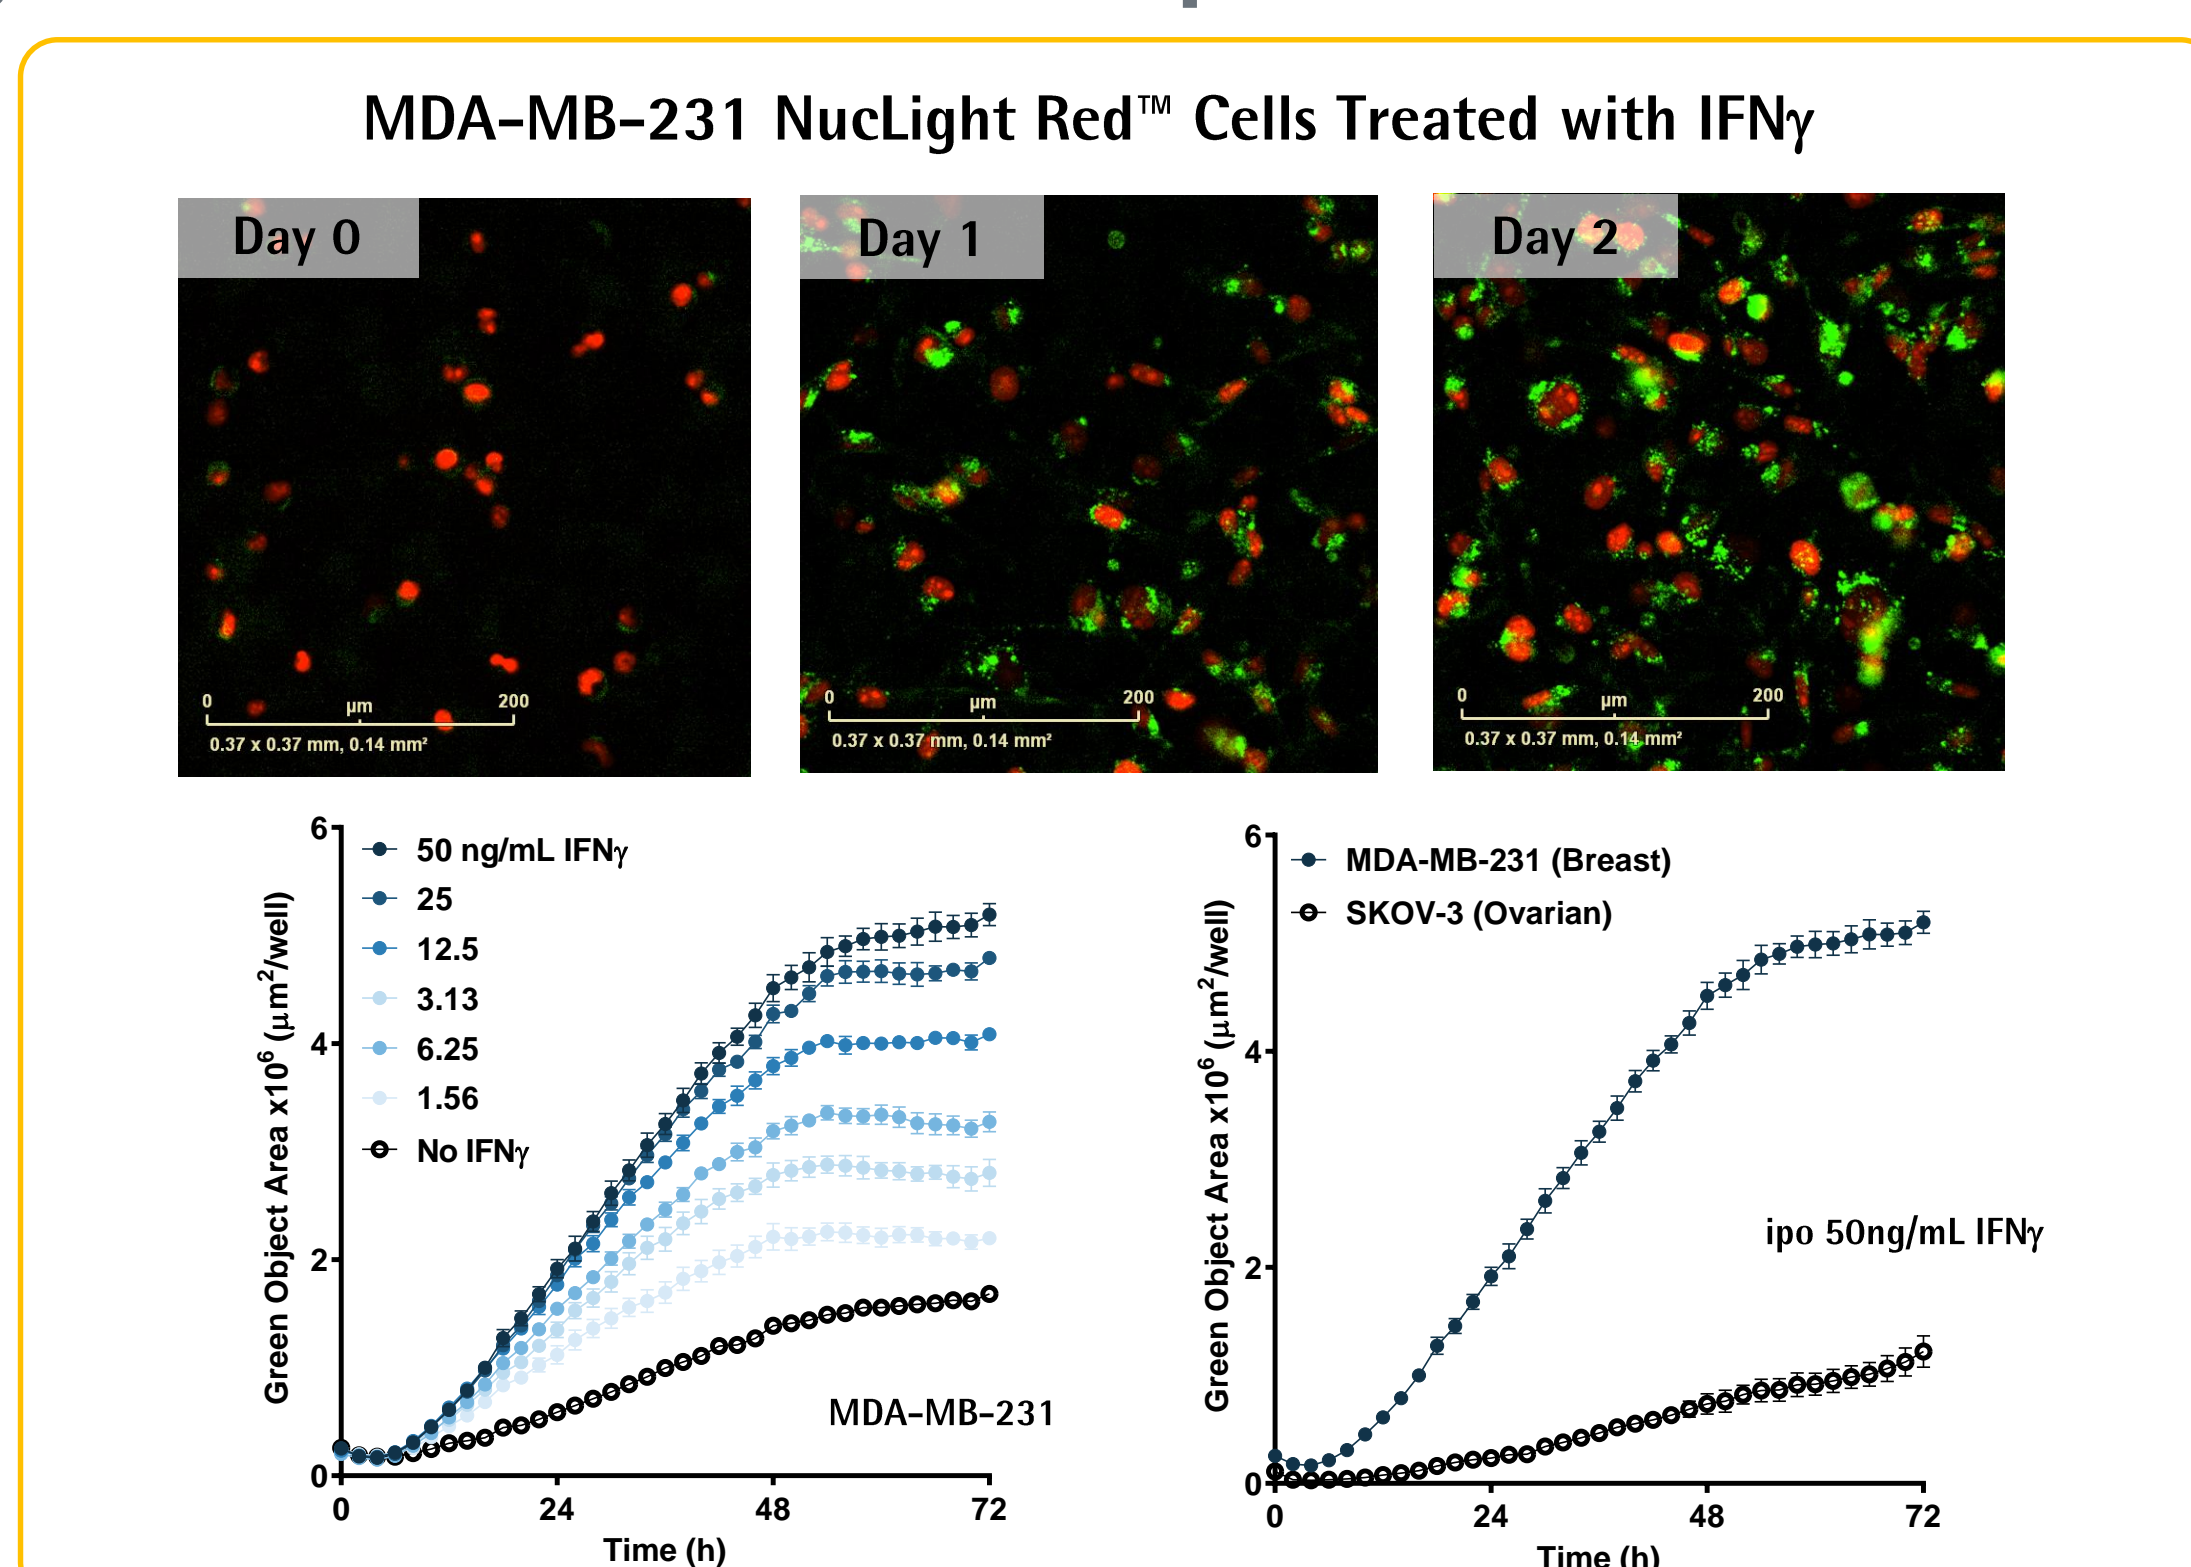 MDA-MB-231 NucLight Red™ Cells Treated with IFNγ
Day 0
Day 1
Day 2
0 µm 200
0.37 x 0.37 mm, 0.14 mm²
0 µm 200
0.37 x 0.37 mm, 0.14 mm²
0 µm 200
0.37 x 0.37 mm, 0.14 mm²
Green Object Area x10⁶ (µm²/well)
6
4
2
0
50 ng/mL IFNγ
25
12.5
3.13
6.25
1.56
No IFNγ
MDA-MB-231
0 24 48 72
Time (h)
Green Object Area x10⁶ (µm²/well)
6
4
2
0
MDA-MB-231 (Breast)
SKOV-3 (Ovarian)
ipo 50ng/mL IFNγ
0 24 48 72
Time (h)